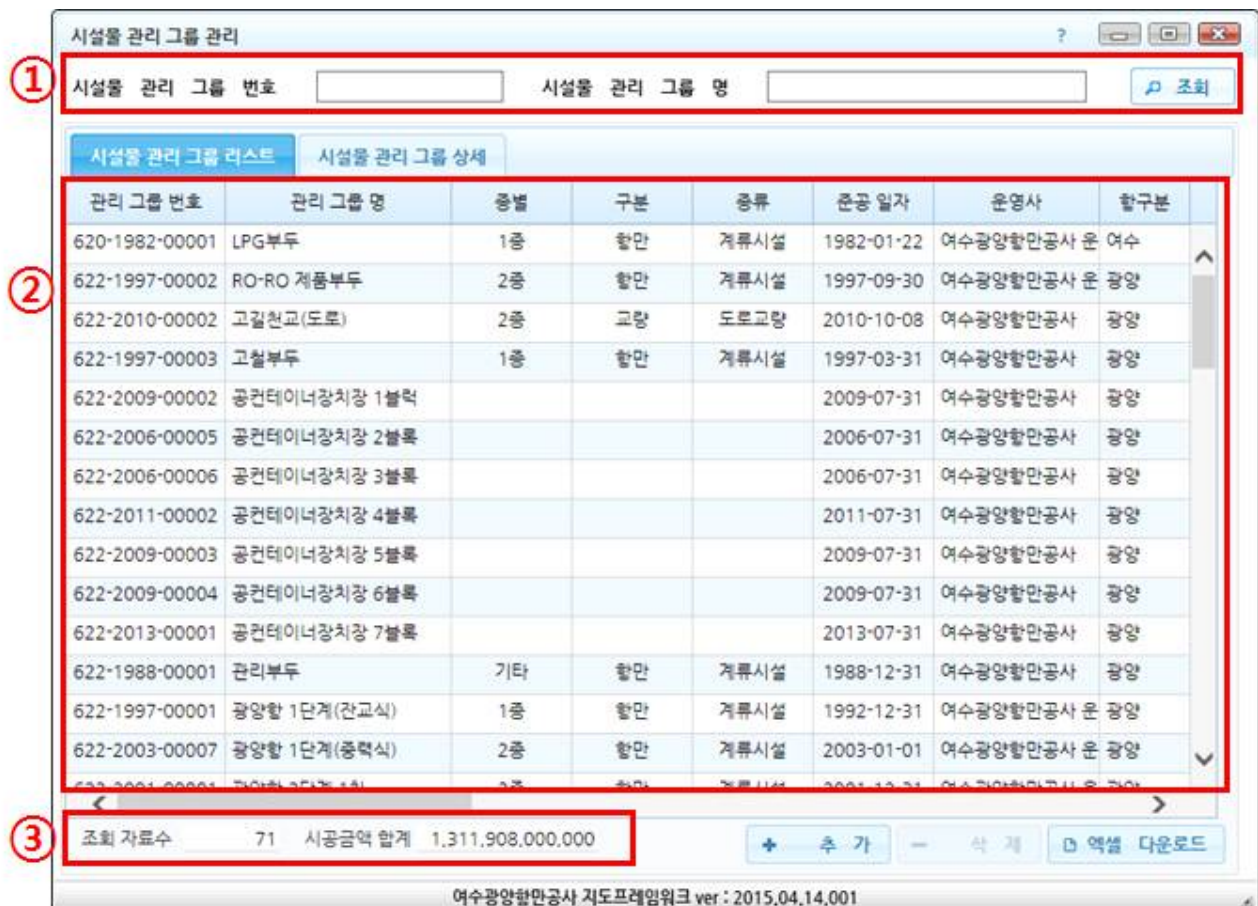 시설물 관리 그룹 관리 ?
① 시설물 관리 그룹 번호 시설물 관리 그룹 명 조회
시설물 관리 그룹 리스트 시설물 관리 그룹 상세
관리 그룹 번호 관리 그룹 명 종별 구분 종류 준공 일자 운영사 항구분
620-1982-00001 LPG부두 1종 항만 계류시설 1982-01-22 여수광양항만공사 운 여수
② 622-1997-00002 RO-RO 제품부두 2종 항만 계류시설 1997-09-30 여수광양항만공사 운 광양
622-2010-00002 고길천교(도로) 2종 교량 도로교량 2010-10-08 여수광양항만공사 광양
622-1997-00003 고철부두 1종 항만 계류시설 1997-03-31 여수광양항만공사 광양
622-2009-00002 공컨테이너장치장 1블럭 2009-07-31 여수광양항만공사 광양
622-2006-00005 공컨테이너장치장 2블록 2006-07-31 여수광양항만공사 광양
622-2006-00006 공컨테이너장치장 3블록 2006-07-31 여수광양항만공사 광양
622-2011-00002 공컨테이너장치장 4블록 2011-07-31 여수광양항만공사 광양
622-2009-00003 공컨테이너장치장 5블록 2009-07-31 여수광양항만공사 광양
622-2009-00004 공컨테이너장치장 6블록 2009-07-31 여수광양항만공사 광양
622-2013-00001 공컨테이너장치장 7블록 2013-07-31 여수광양항만공사 광양
622-1988-00001 관리부두 기타 항만 계류시설 1988-12-31 여수광양항만공사 광양
622-1997-00001 광양항 1단계(잔교식) 1종 항만 계류시설 1992-12-31 여수광양항만공사 운 광양
622-2003-00007 광양항 1단계(중력식) 2종 항만 계류시설 2003-01-01 여수광양항만공사 운 광양
③ 조회 자료수 71 시공금액 합계 1,311,908,000,000 추 가 삭 제 엑셀 다운로드
여수광양항만공사 지도프레임워크 ver : 2015.04.14.001